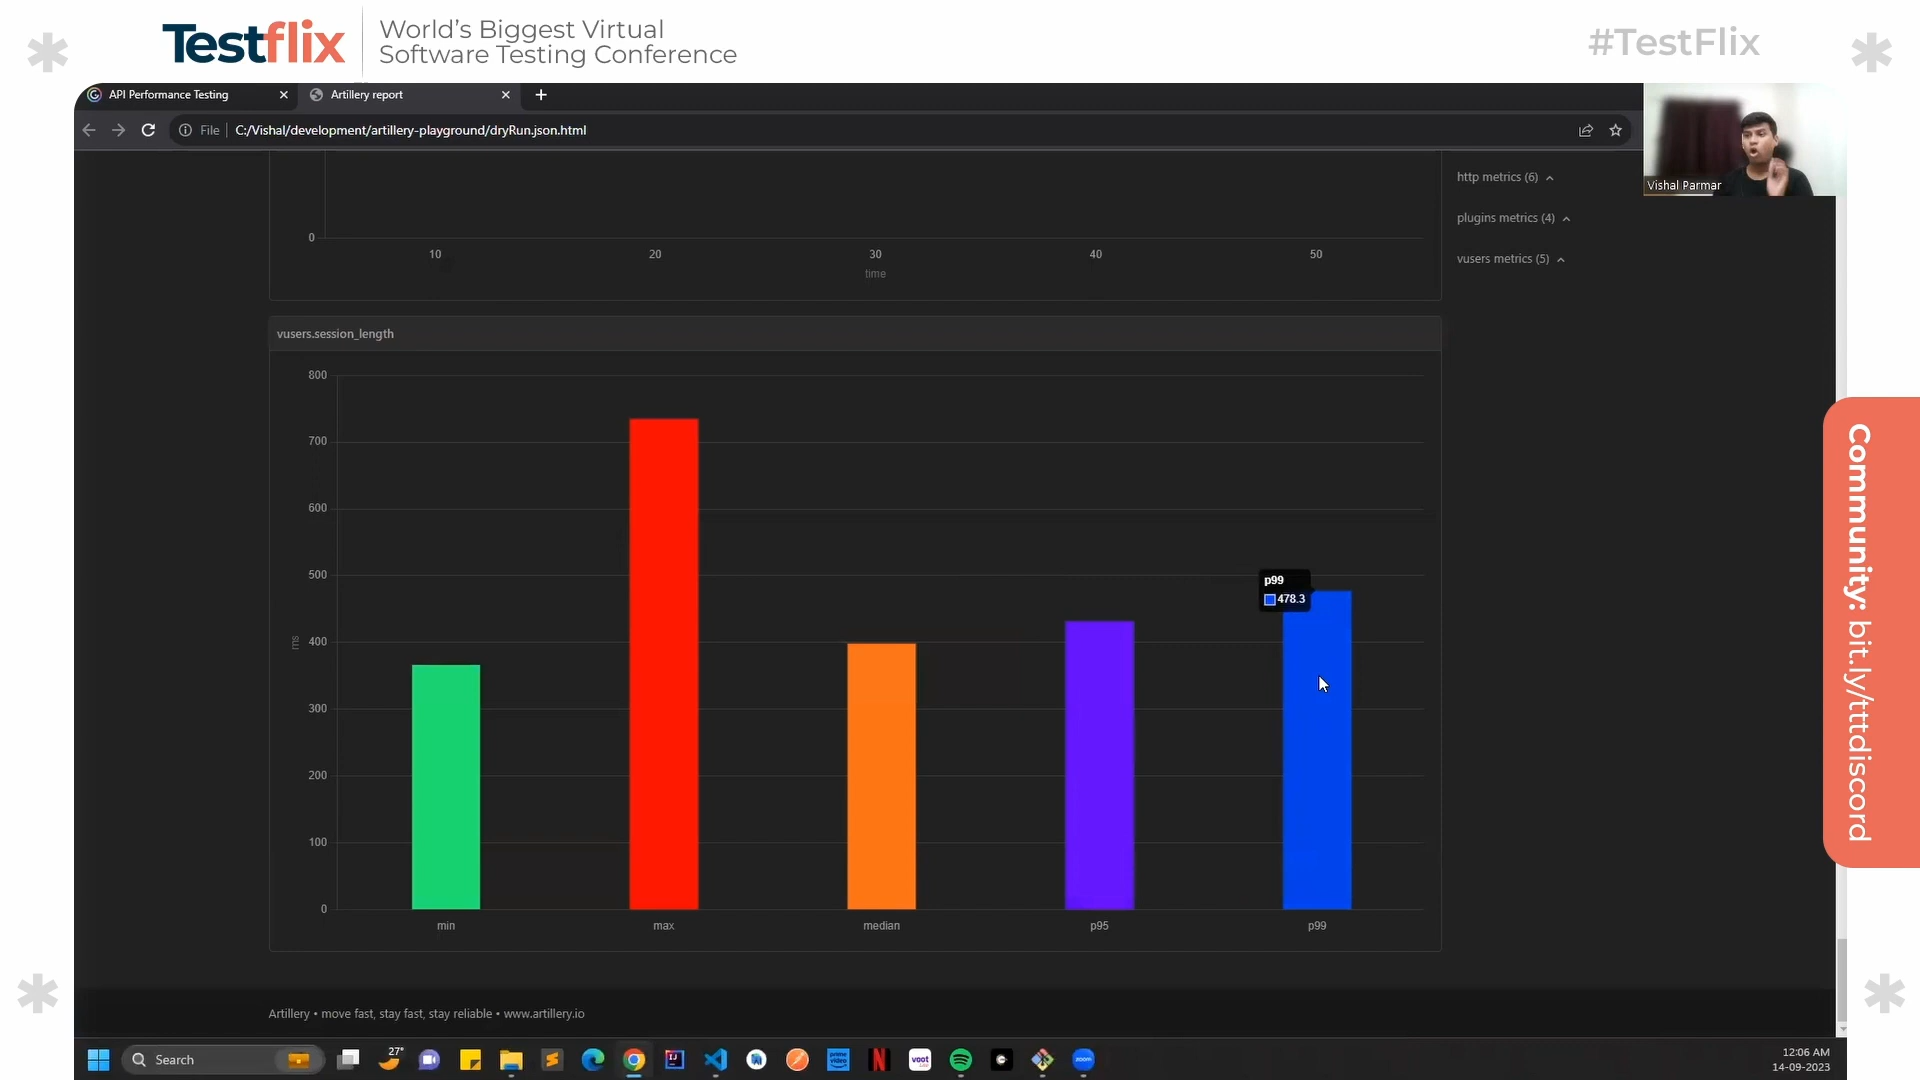 Testflix
World's Biggest Virtual
Software Testing Conference
#TestFlix
API Performance Testing
Artillery report
File
C:/Vishal/development/artillery-playground/dryRun.json.html
Vishal Parmar
http metrics (6)
plugins metrics (4)
vusers metrics (5)
0
10
20
30
40
50
time
vusers.session_length
800
700
600
500
400
300
200
100
0
ms
p99
478.3
min
max
median
p95
p99
Community: bit.ly/tttdiscord
Artillery • move fast, stay fast, stay reliable • www.artillery.io
Search
27°
prime video
voot
zoom
12:06 AM
14-09-2023